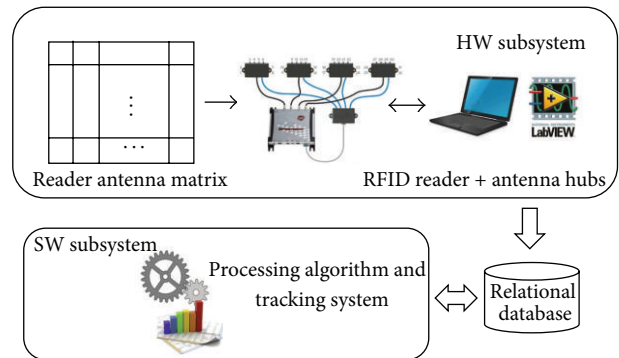 HW subsystem
LabVIEW
Reader antenna matrix
RFID reader + antenna hubs
SW subsystem
Processing algorithm and
tracking system
Relational
database